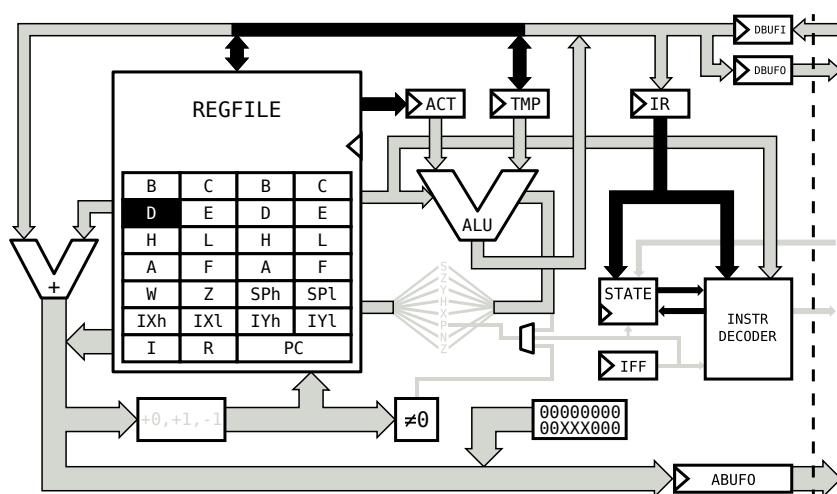 DBUFI
DBUFO
REGFILE
ACT
TMP
IR
B C B C
D E D E
H L H L
A F A F
W Z SPh SPl
IXh IXl IYh IYl
I R PC
ALU
+
S
Z
Y
H
X
P
N
Z
STATE
INSTR
DECODER
IFF
+0,+1,-1
≠0
00000000
00XXX000
ABUFO